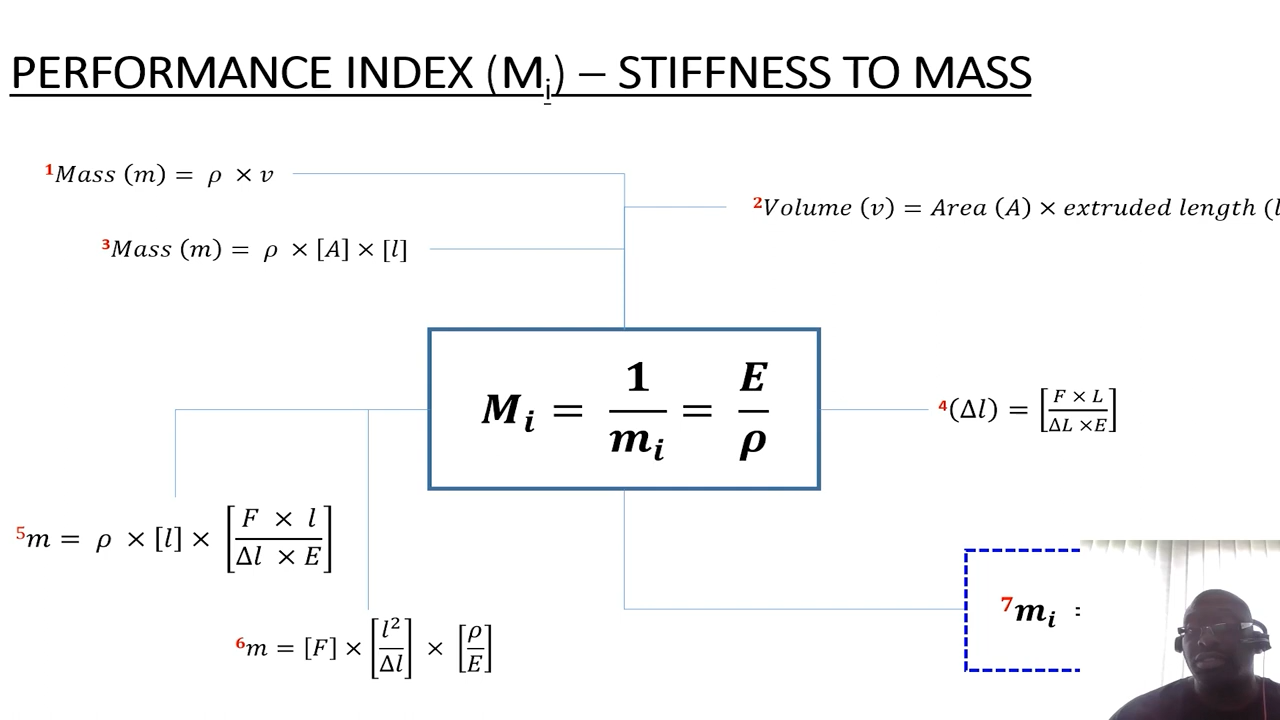 PERFORMANCE INDEX (Mᵢ) – STIFFNESS TO MASS
¹Mass (m) = ρ × v
²Volume (v) = Area (A) × extruded length (l
³Mass (m) = ρ × [A] × [l]
Mᵢ = 1/mᵢ = E/ρ
⁴(Δl) = [F × L / ΔL ×E]
⁵m = ρ × [l] × [F × l / Δl × E]
⁷mᵢ =
⁶m = [F] × [l²/Δl] × [ρ/E]